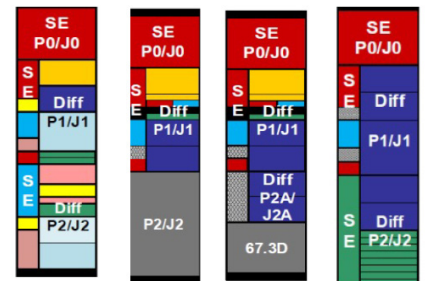 SE
P0/J0
S
E
Diff
P1/J1
S
E
Diff
P2/J2
SE
P0/J0
S
E
Diff
P1/J1
P2/J2
SE
P0/J0
S
E
Diff
P1/J1
Diff
P2A/
J2A
67.3D
SE
P0/J0
S
E
Diff
P1/J1
S
E
Diff
P2/J2